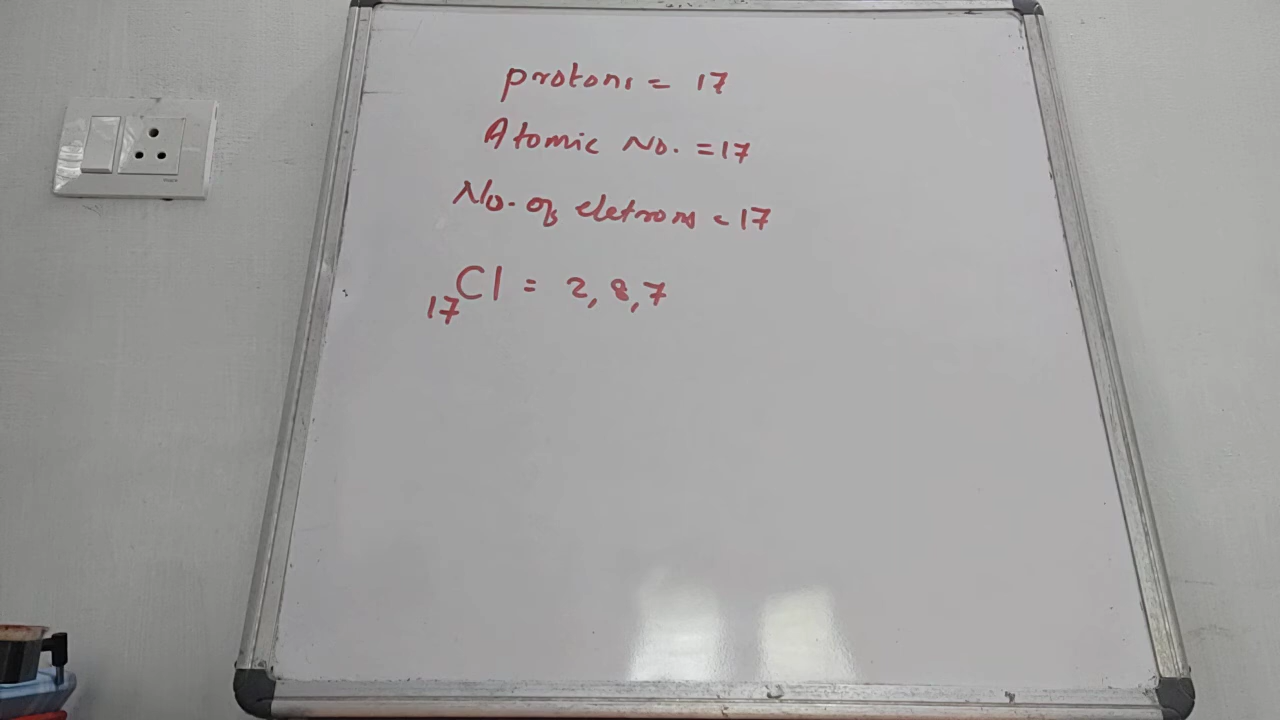 protons = 17
Atomic No. = 17
No. of eletrons = 17
17Cl = 2, 8, 7